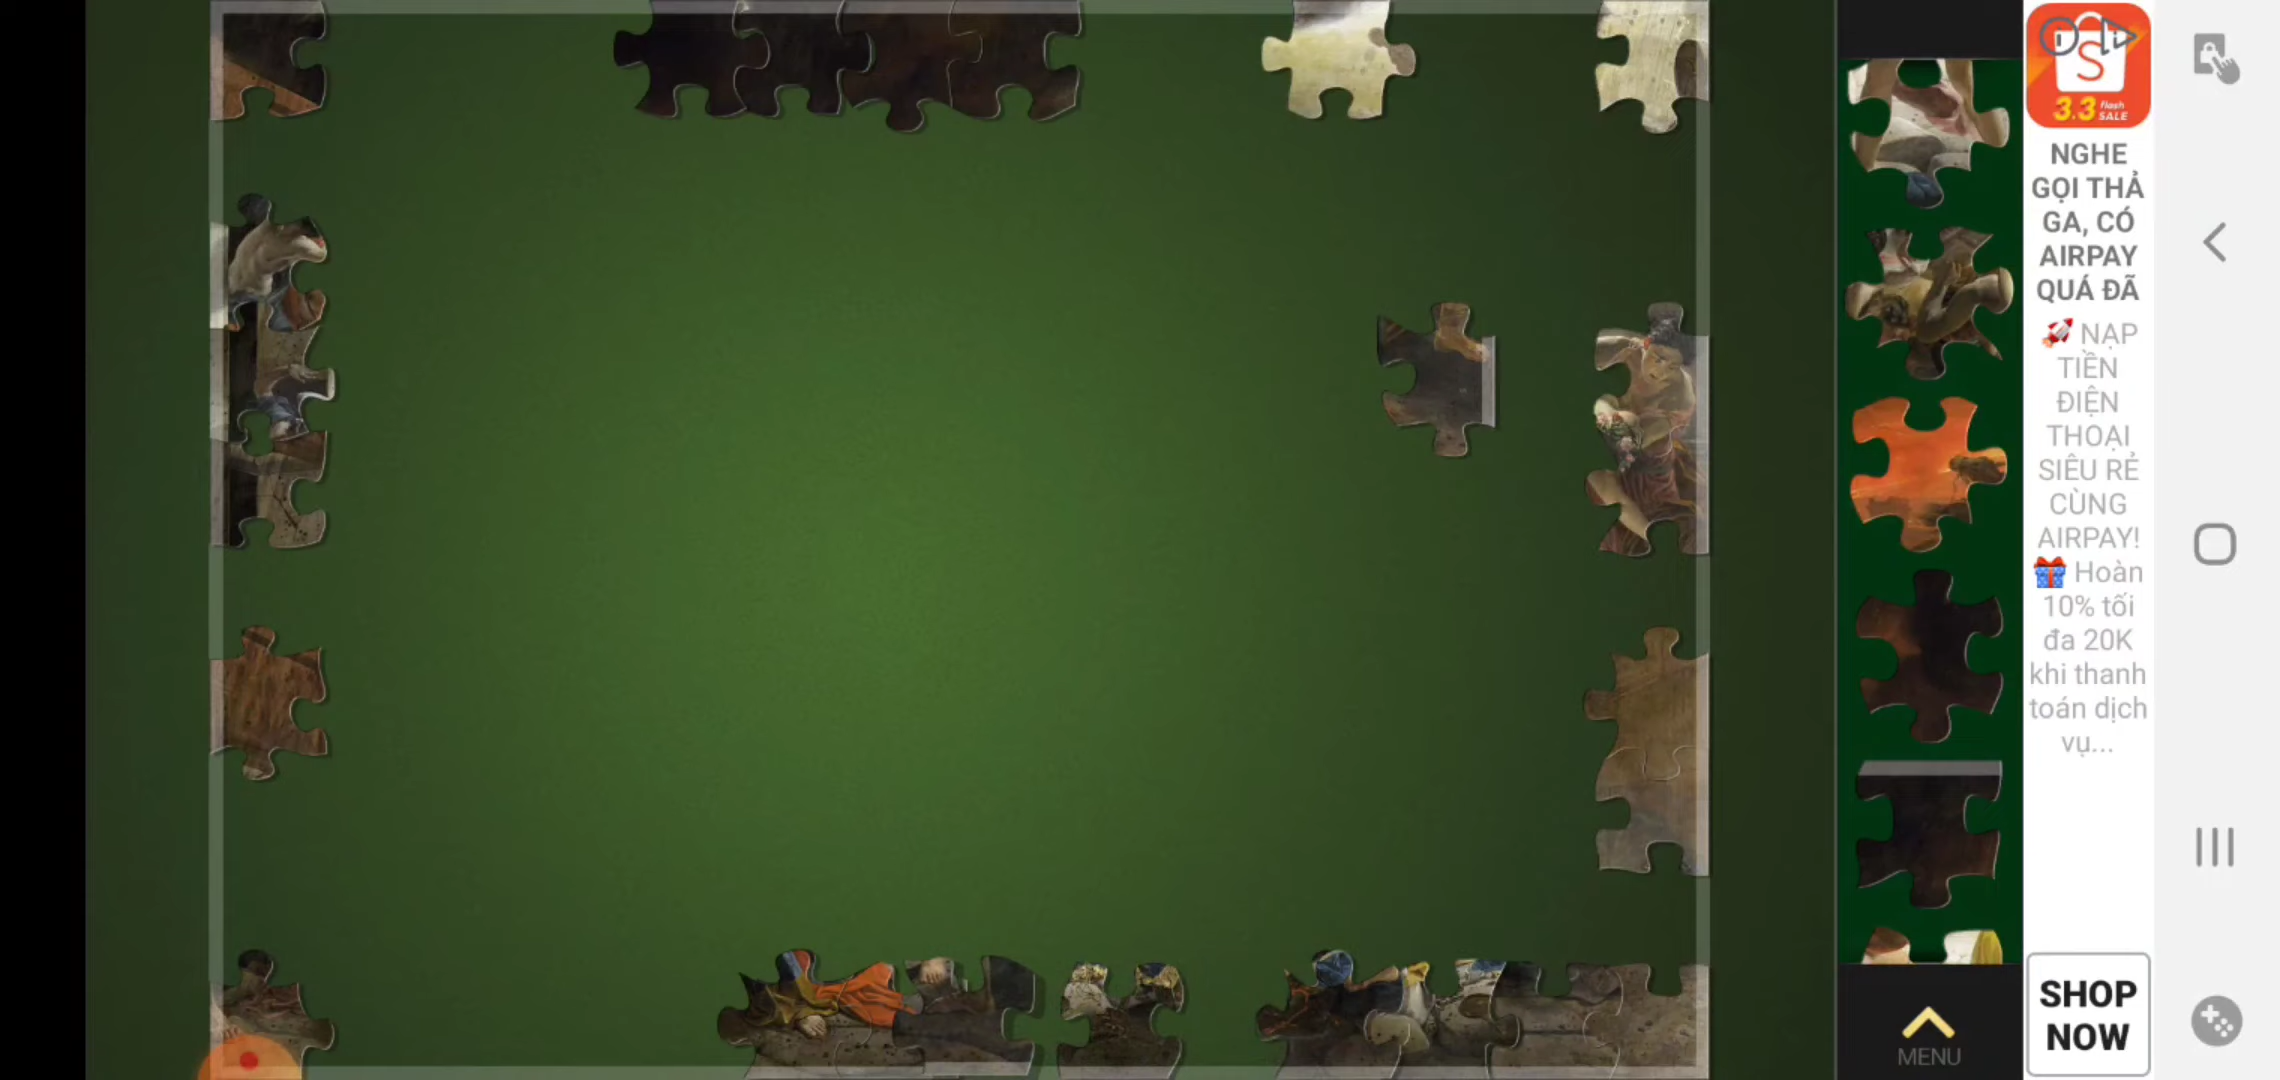 S
3.3 flash
SALE
NGHE
GỌI THẢ
GA, CÓ
AIRPAY
QUÁ ĐÃ
🚀 NẠP
TIỀN
ĐIỆN
THOẠI
SIÊU RẺ
CÙNG
AIRPAY!
🎁 Hoàn
10% tối
đa 20K
khi thanh
toán dịch
vụ...
SHOP
NOW
MENU